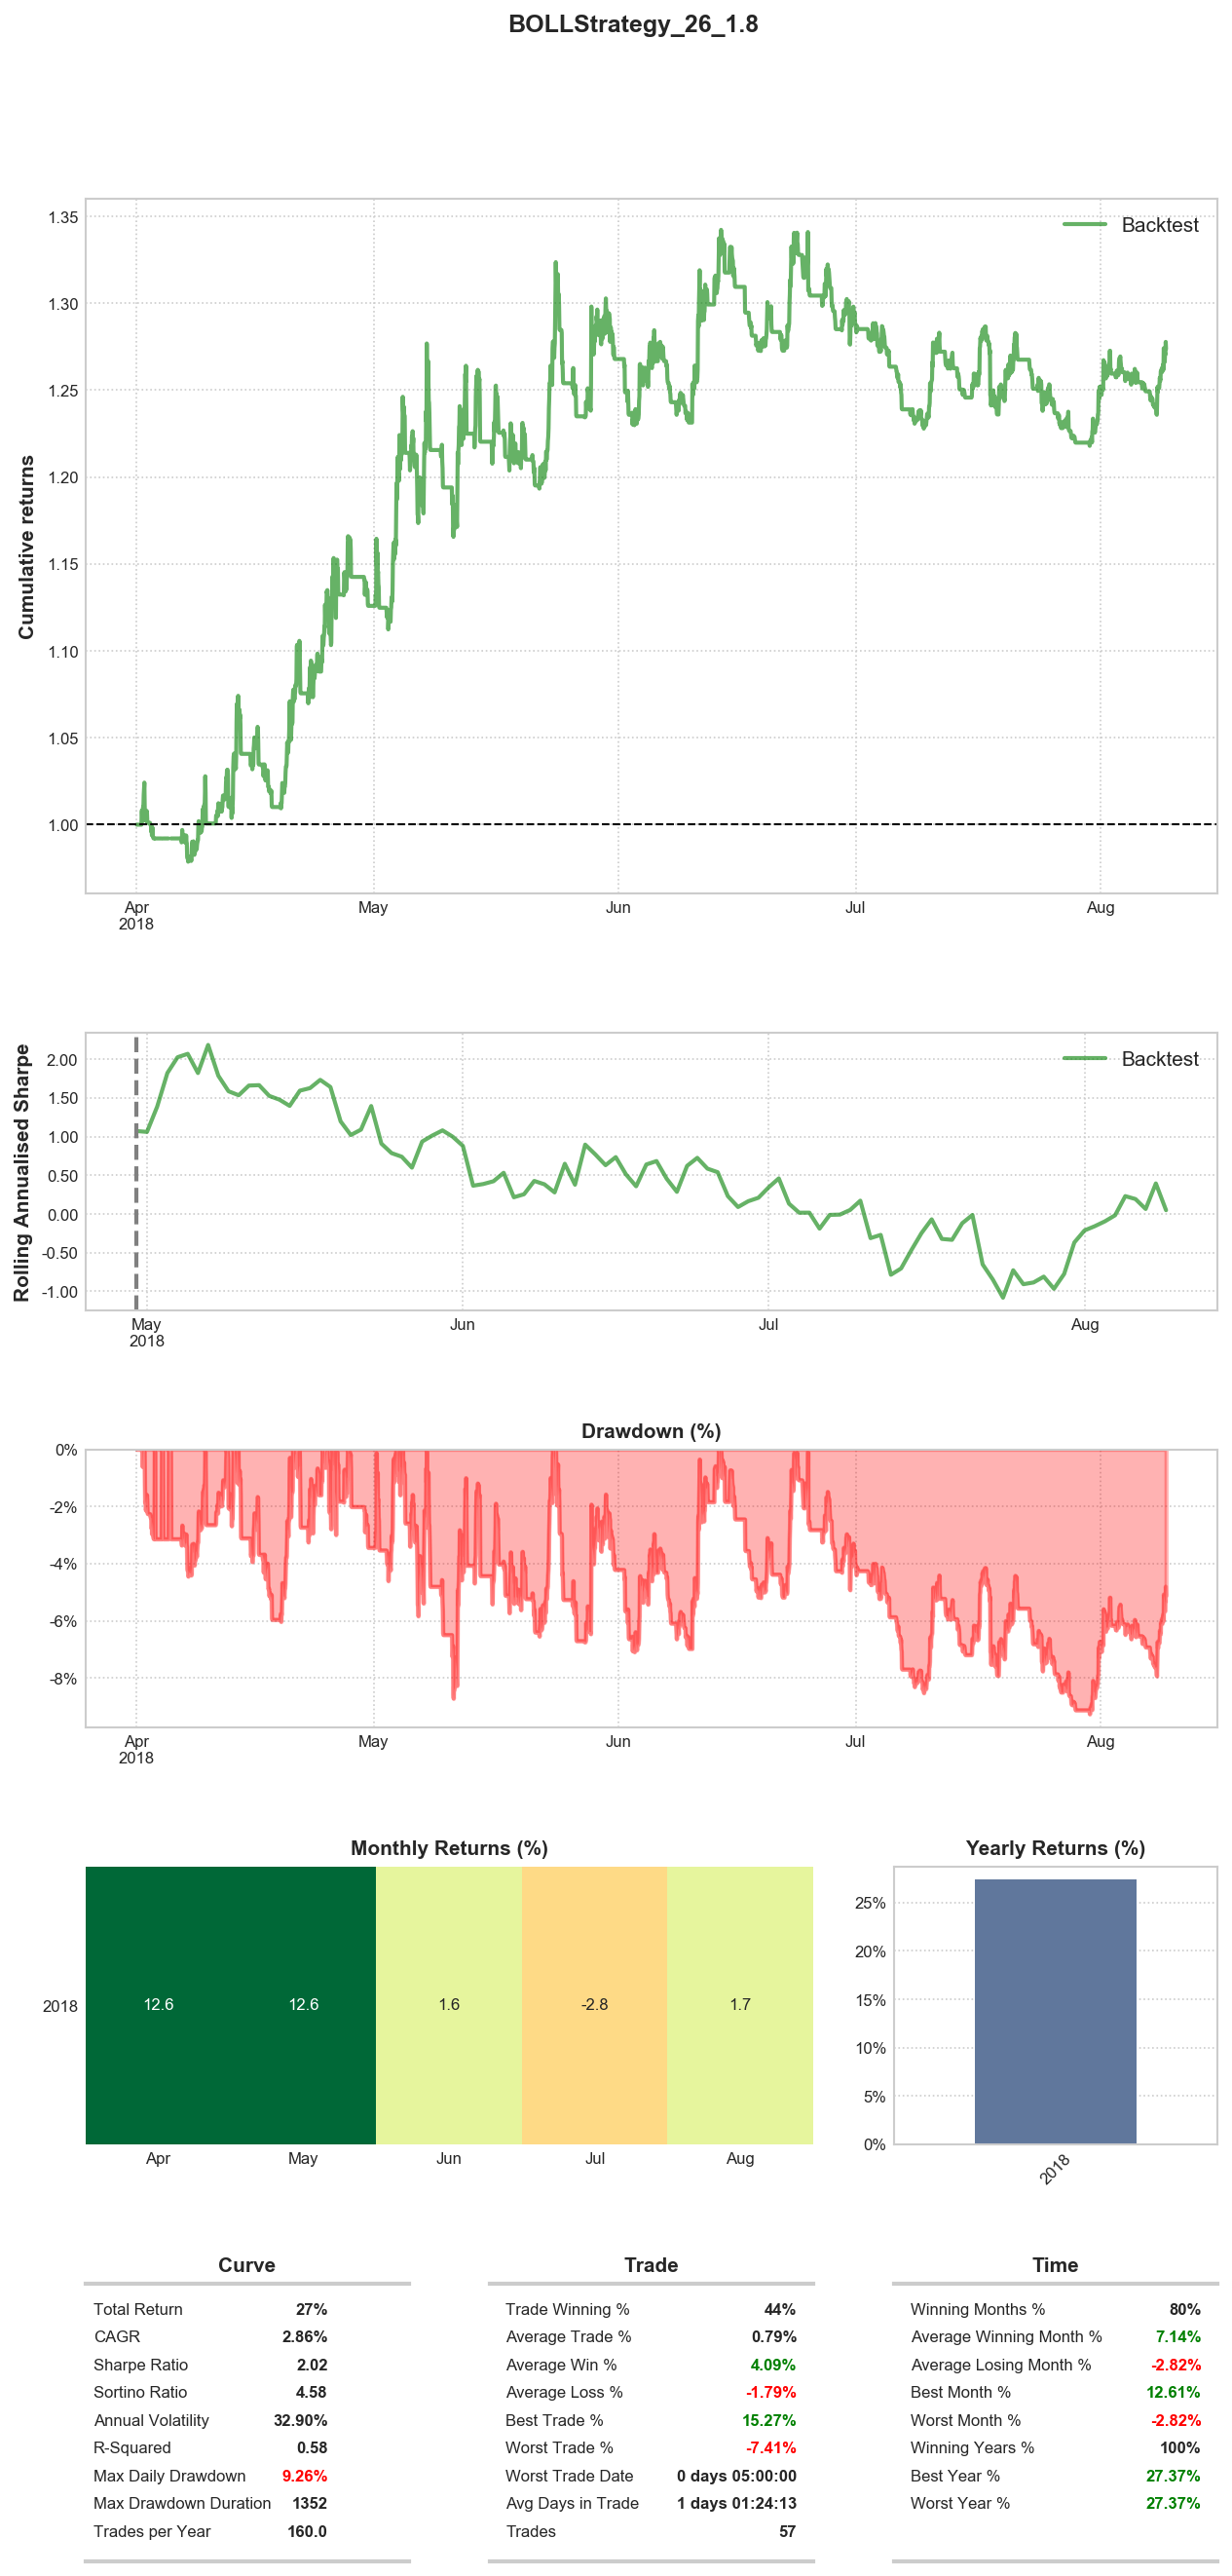 BOLLStrategy_26_1.8
Cumulative returns
1.35
1.30
1.25
1.20
1.15
1.10
1.05
1.00
Backtest
Apr May Jun Jul Aug
2018
Rolling Annualised Sharpe
2.00
1.50
1.00
0.50
0.00
-0.50
-1.00
Backtest
May Jun Jul Aug
2018
Drawdown (%)
0%
-2%
-4%
-6%
-8%
Apr May Jun Jul Aug
2018
Monthly Returns (%)
2018 12.6 12.6 1.6 -2.8 1.7
Apr May Jun Jul Aug
Yearly Returns (%)
25%
20%
15%
10%
5%
0%
2018
Curve
Total Return 27%
CAGR 2.86%
Sharpe Ratio 2.02
Sortino Ratio 4.58
Annual Volatility 32.90%
R-Squared 0.58
Max Daily Drawdown 9.26%
Max Drawdown Duration 1352
Trades per Year 160.0
Trade
Trade Winning % 44%
Average Trade % 0.79%
Average Win % 4.09%
Average Loss % -1.79%
Best Trade % 15.27%
Worst Trade % -7.41%
Worst Trade Date 0 days 05:00:00
Avg Days in Trade 1 days 01:24:13
Trades 57
Time
Winning Months % 80%
Average Winning Month % 7.14%
Average Losing Month % -2.82%
Best Month % 12.61%
Worst Month % -2.82%
Winning Years % 100%
Best Year % 27.37%
Worst Year % 27.37%